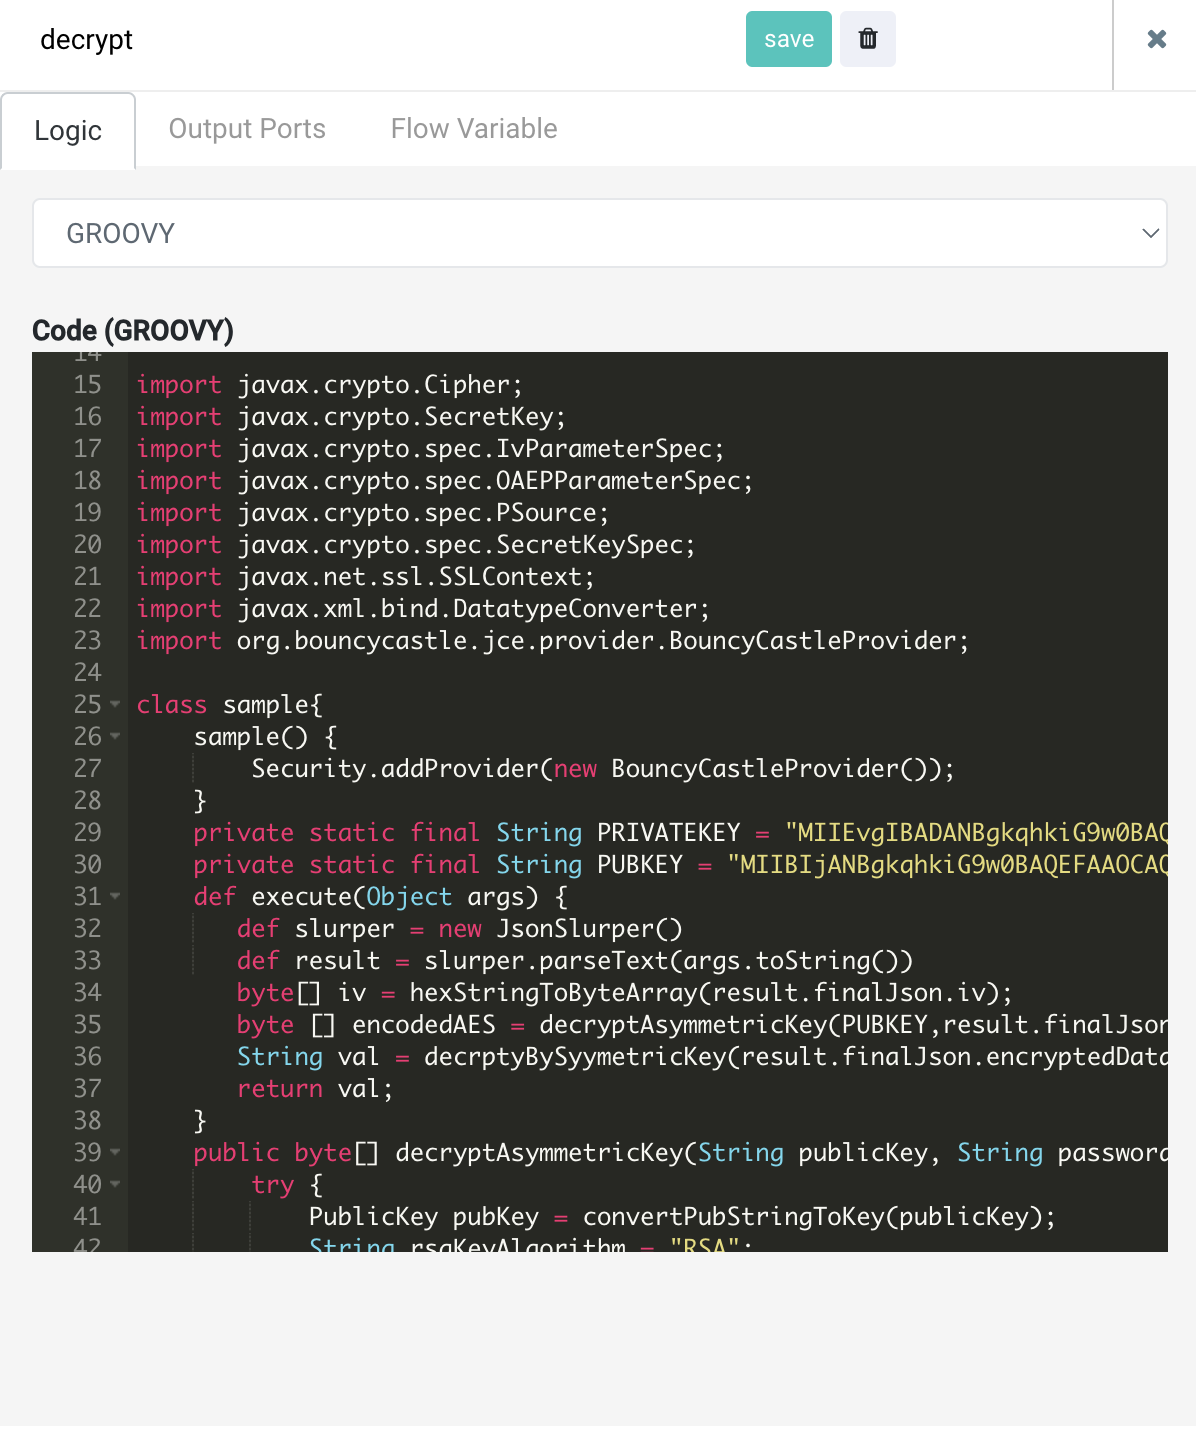 decrypt
save
Logic
Output Ports
Flow Variable
GROOVY
Code (GROOVY)
14
15 import javax.crypto.Cipher;
16 import javax.crypto.SecretKey;
17 import javax.crypto.spec.IvParameterSpec;
18 import javax.crypto.spec.OAEPParameterSpec;
19 import javax.crypto.spec.PSource;
20 import javax.crypto.spec.SecretKeySpec;
21 import javax.net.ssl.SSLContext;
22 import javax.xml.bind.DatatypeConverter;
23 import org.bouncycastle.jce.provider.BouncyCastleProvider;
24
25 class sample{
26 sample() {
27 Security.addProvider(new BouncyCastleProvider());
28 }
29 private static final String PRIVATEKEY = "MIIEvgIBADANBgkqhkiG9w0BAQ
30 private static final String PUBKEY = "MIIBIjANBgkqhkiG9w0BAQEFAAOCAQ
31 def execute(Object args) {
32 def slurper = new JsonSlurper()
33 def result = slurper.parseText(args.toString())
34 byte[] iv = hexStringToByteArray(result.finalJson.iv);
35 byte [] encodedAES = decryptAsymmetricKey(PUBKEY,result.finalJson
36 String val = decrptyBySyymetricKey(result.finalJson.encryptedData
37 return val;
38 }
39 public byte[] decryptAsymmetricKey(String publicKey, String password
40 try {
41 PublicKey pubKey = convertPubStringToKey(publicKey);
42 String rsaKeyAlgorithm = "RSA";